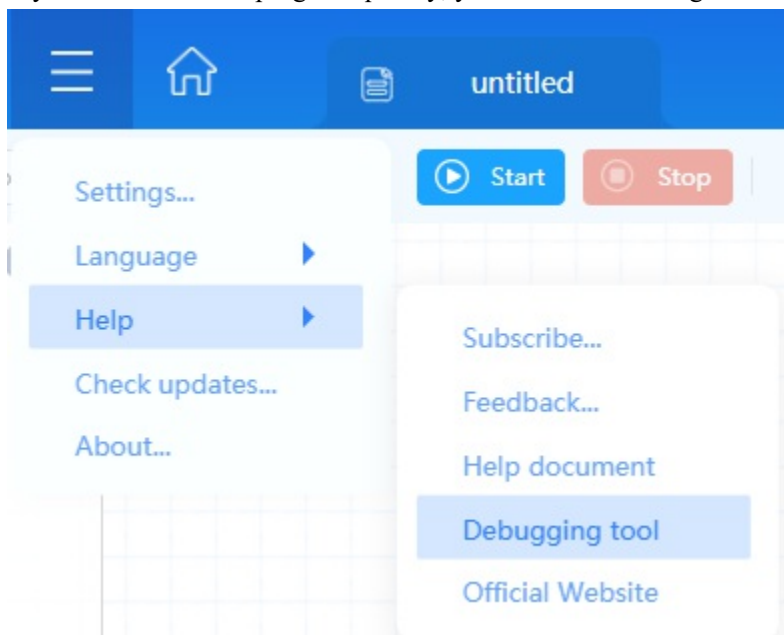 untitled
Start
Stop
Settings...
Language
Help
Check updates...
About...
Subscribe...
Feedback...
Help document
Debugging tool
Official Website